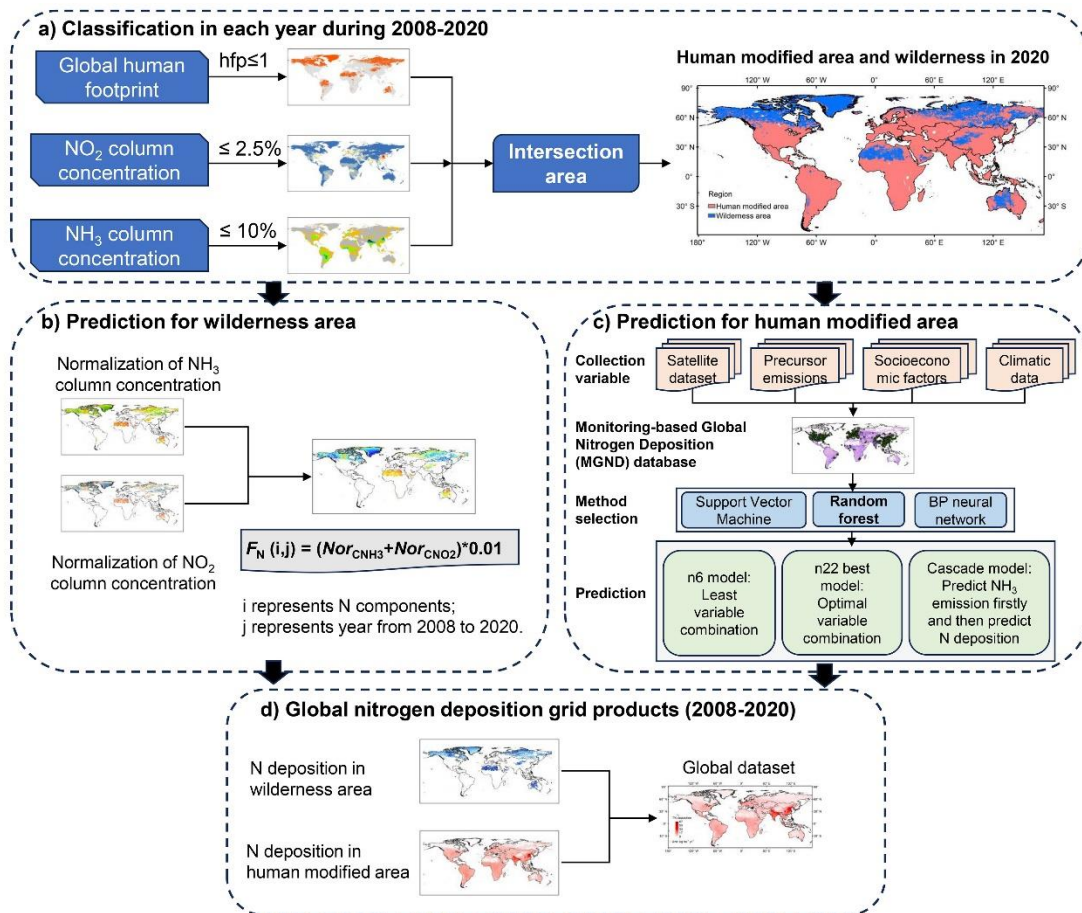 a) Classification in each year during 2008-2020
Global human
footprint
hfp≤1
NO₂ column
concentration
≤ 2.5%
NH₃ column
concentration
≤ 10%
Intersection
area
Human modified area and wilderness in 2020
120° W 60° W 0° 60° E 120° E
90°
60° N
30° N
0°
30° S
Region
Human modified area
Wilderness area
180° 120° W 60° W 0° 60° E 120° E
b) Prediction for wilderness area
Normalization of NH₃
column concentration
Normalization of NO₂
column concentration
F_N (i,j) = (Nor_CNH3+Nor_CNO2)*0.01
i represents N components;
j represents year from 2008 to 2020.
c) Prediction for human modified area
Collection
variable
Satellite
dataset
Precursor
emissions
Socioecono
mic factors
Climatic
data
Monitoring-based Global
Nitrogen Deposition
(MGND) database
Method
selection
Support Vector
Machine
Random
forest
BP neural
network
Prediction
n6 model:
Least
variable
combination
n22 best
model:
Optimal
variable
combination
Cascade model:
Predict NH₃
emission firstly
and then predict
N deposition
d) Global nitrogen deposition grid products (2008-2020)
N deposition in
wilderness area
N deposition in
human modified area
Global dataset